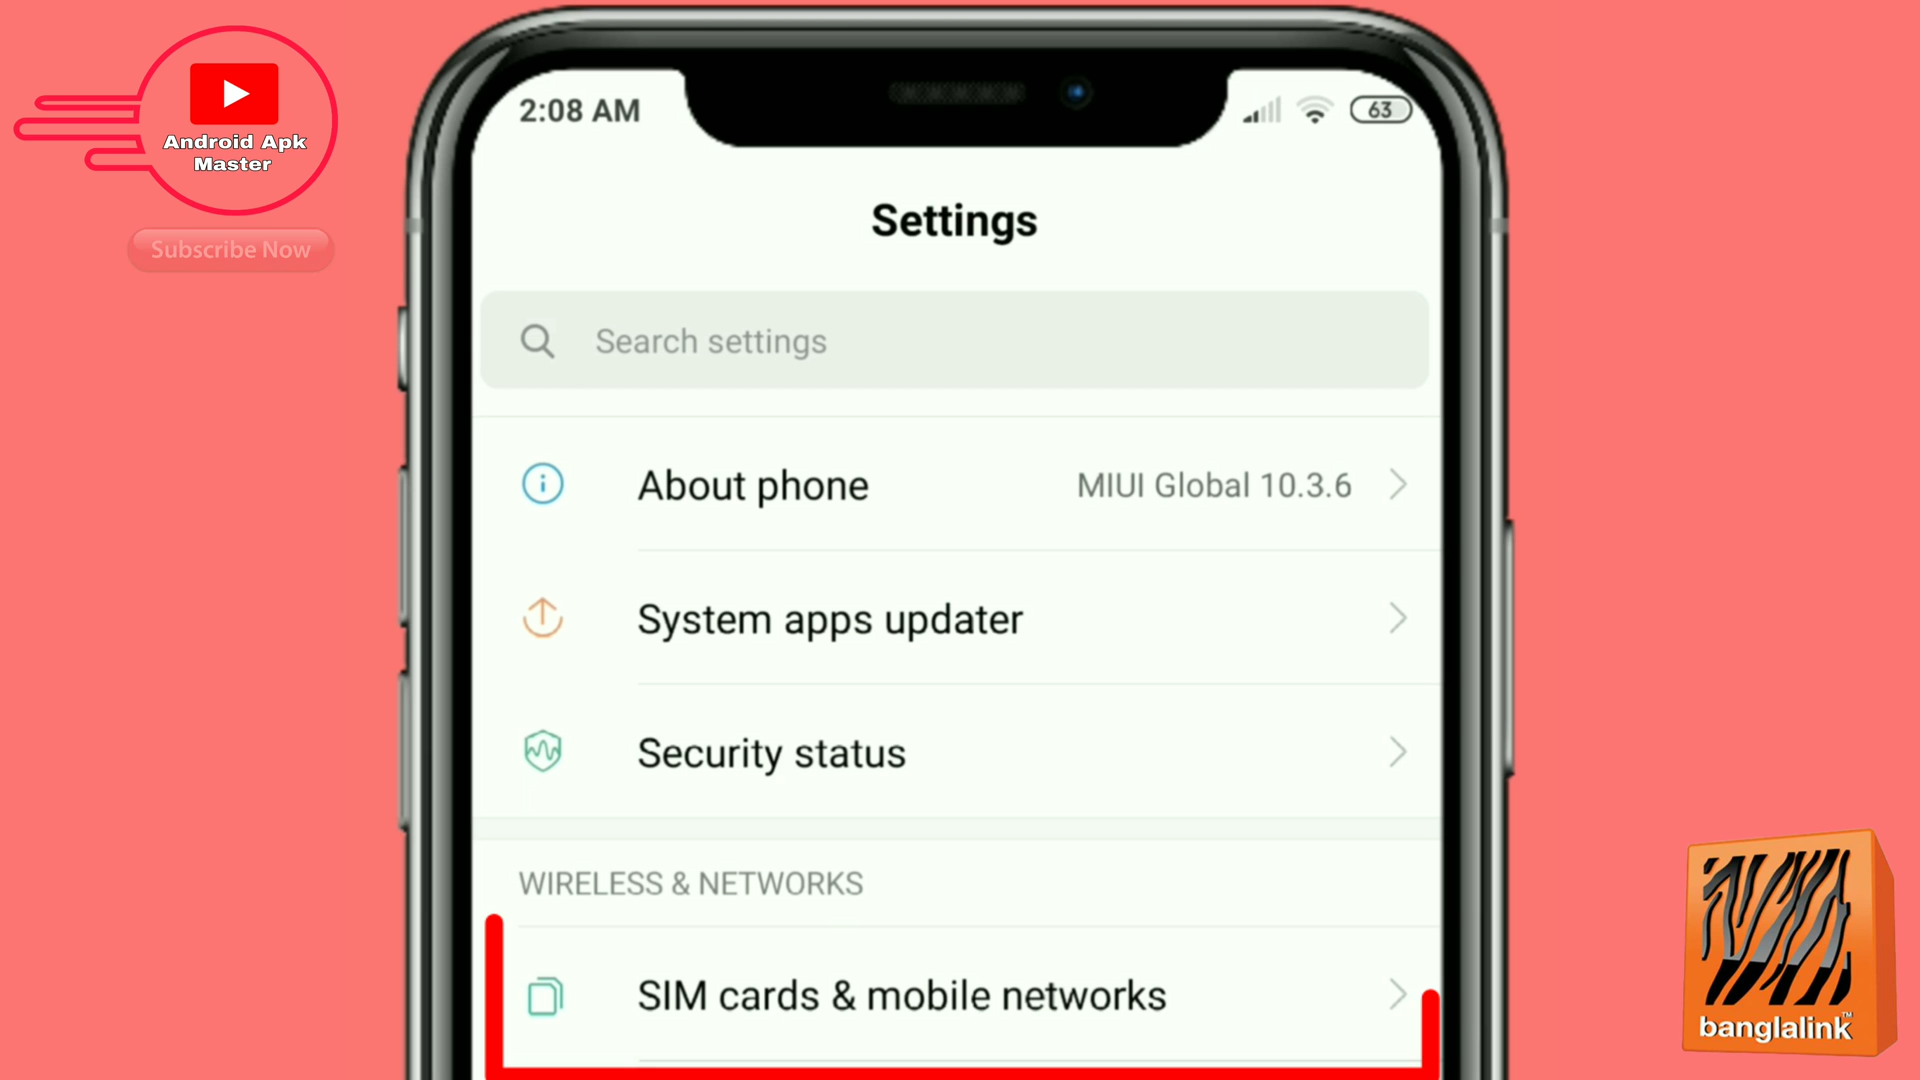 Android Apk
Master
Subscribe Now
2:08 AM
63
Settings
Search settings
About phone
MIUI Global 10.3.6
System apps updater
Security status
WIRELESS & NETWORKS
SIM cards & mobile networks
banglalink™